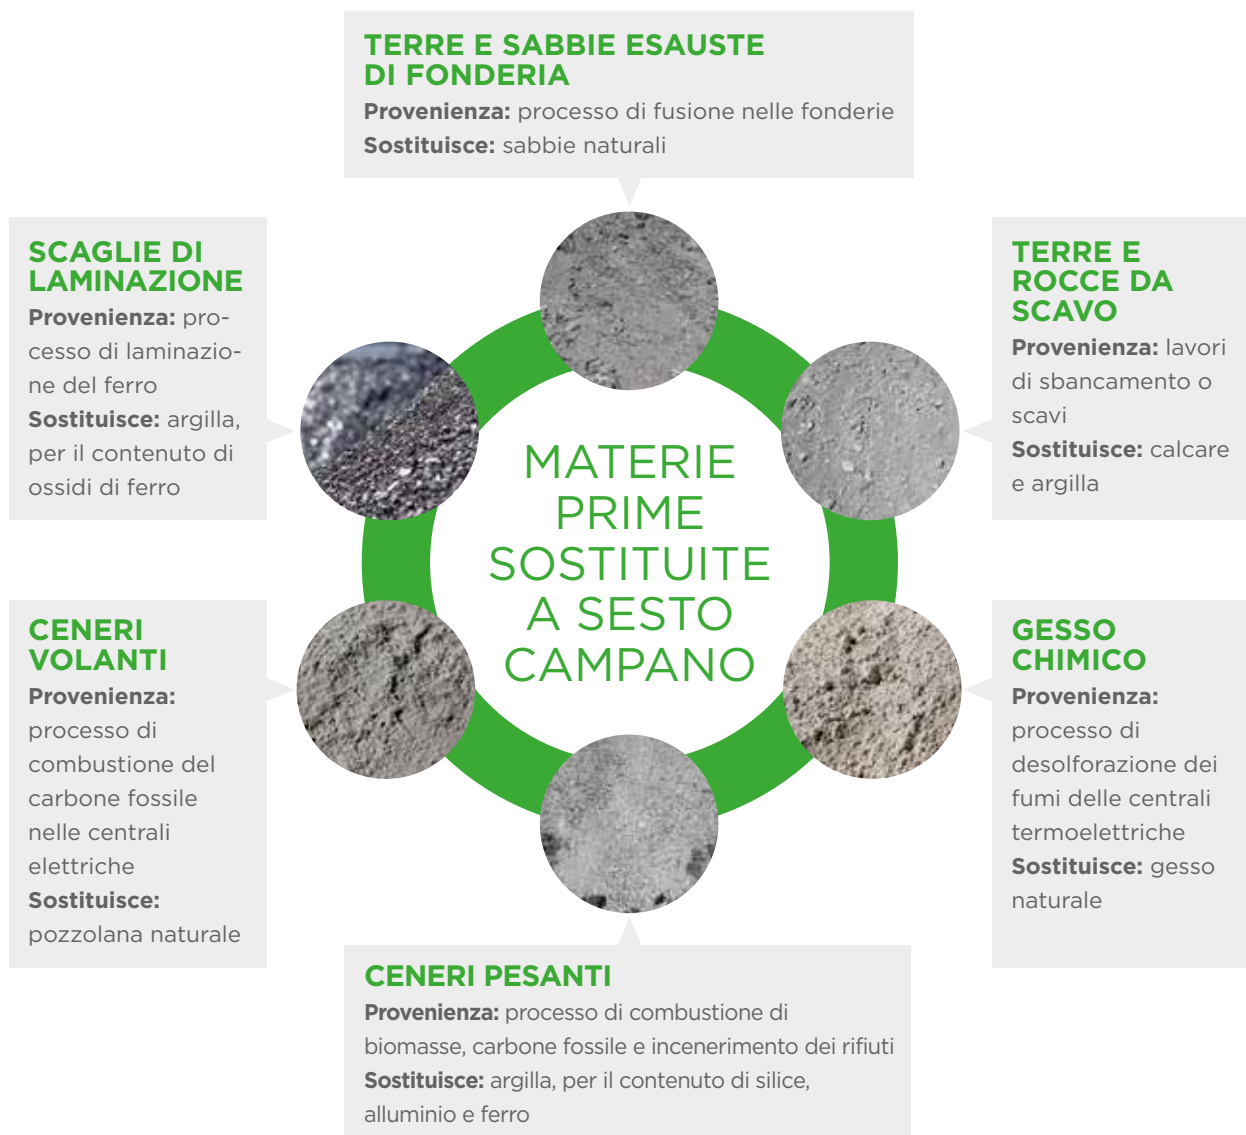 TERRE E SABBIE ESAUSTE
DI FONDERIA
Provenienza: processo di fusione nelle fonderie
Sostituisce: sabbie naturali
SCAGLIE DI
LAMINAZIONE
Provenienza: pro-
cesso di laminazio-
ne del ferro
Sostituisce: argilla,
per il contenuto di
ossidi di ferro
TERRE E
ROCCE DA
SCAVO
Provenienza: lavori
di sbancamento o
scavi
Sostituisce: calcare
e argilla
MATERIE
PRIME
SOSTITUITE
A SESTO
CAMPANO
CENERI
VOLANTI
Provenienza:
processo di
combustione del
carbone fossile
nelle centrali
elettriche
Sostituisce:
pozzolana naturale
GESSO
CHIMICO
Provenienza:
processo di
desolforazione dei
fumi delle centrali
termoelettriche
Sostituisce: gesso
naturale
CENERI PESANTI
Provenienza: processo di combustione di
biomasse, carbone fossile e incenerimento dei rifiuti
Sostituisce: argilla, per il contenuto di silice,
alluminio e ferro